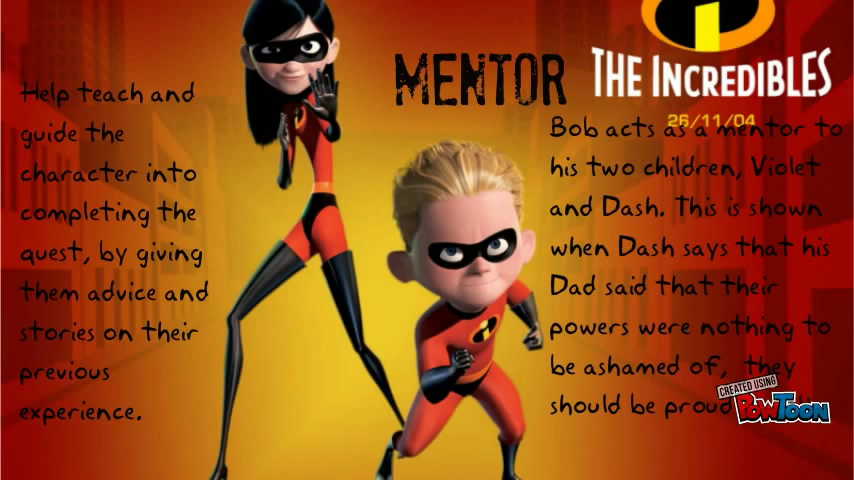 MENTOR
THE INCREDIBLES
26/11/04
Help teach and
guide the
character into
completing the
quest, by giving
them advice and
stories on their
previous
experience.
Bob acts as a mentor to
his two children, Violet
and Dash. This is shown
when Dash says that his
Dad said that their
powers were nothing to
be ashamed of, they
should be proud
CREATED USING
POWTOON